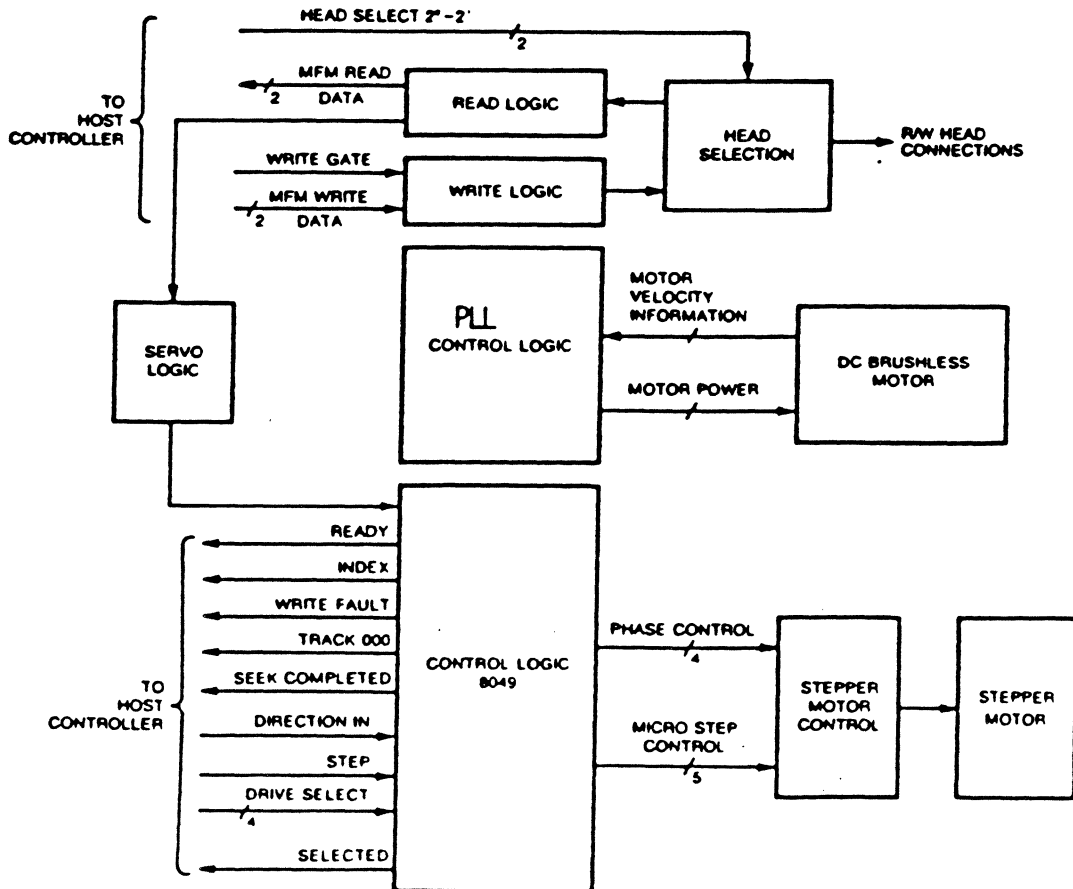 HEAD SELECT 2⁰-2¹
2
MFM READ
2
DATA
READ LOGIC
TO
HOST
CONTROLLER
HEAD
SELECTION
R/W HEAD
CONNECTIONS
WRITE GATE
MFM WRITE
2
DATA
WRITE LOGIC
SERVO
LOGIC
PLL
CONTROL LOGIC
MOTOR
VELOCITY
INFORMATION
MOTOR POWER
DC BRUSHLESS
MOTOR
READY
INDEX
WRITE FAULT
TRACK 000
SEEK COMPLETED
TO
HOST
CONTROLLER
DIRECTION IN
STEP
DRIVE SELECT
4
SELECTED
CONTROL LOGIC
8049
PHASE CONTROL
4
MICRO STEP
CONTROL
5
STEPPER
MOTOR
CONTROL
STEPPER
MOTOR